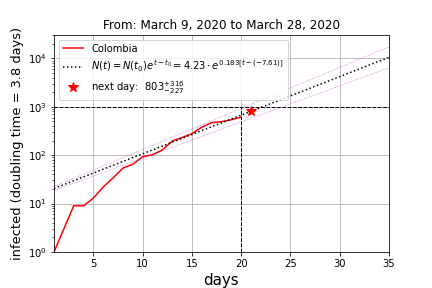 From: March 9, 2020 to March 28, 2020
infected (doubling time = 3.8 days)
Colombia
N(t) = N(t₀)e^{t−t₀} = 4.23 · e^{0.183[t−(−7.61)]}
next day: 803^{+316}_{−227}
10⁴
10³
10²
10¹
10⁰
5 10 15 20 25 30 35
days